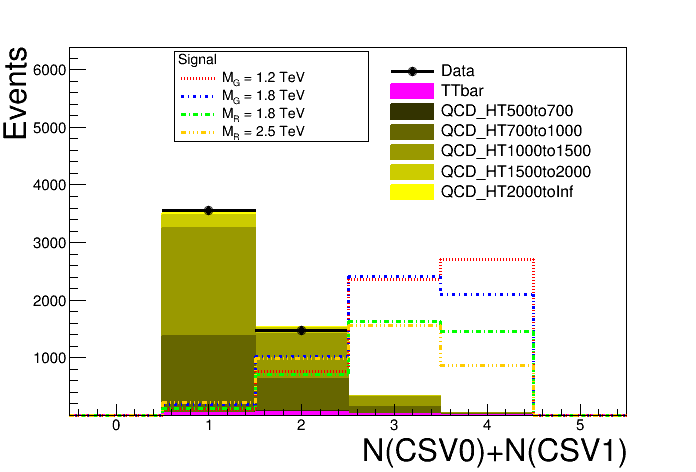 Events
6000
5000
4000
3000
2000
1000
Signal
M_G = 1.2 TeV
M_G = 1.8 TeV
M_R = 1.8 TeV
M_R = 2.5 TeV
Data
TTbar
QCD_HT500to700
QCD_HT700to1000
QCD_HT1000to1500
QCD_HT1500to2000
QCD_HT2000toInf
0 1 2 3 4 5
N(CSV0)+N(CSV1)